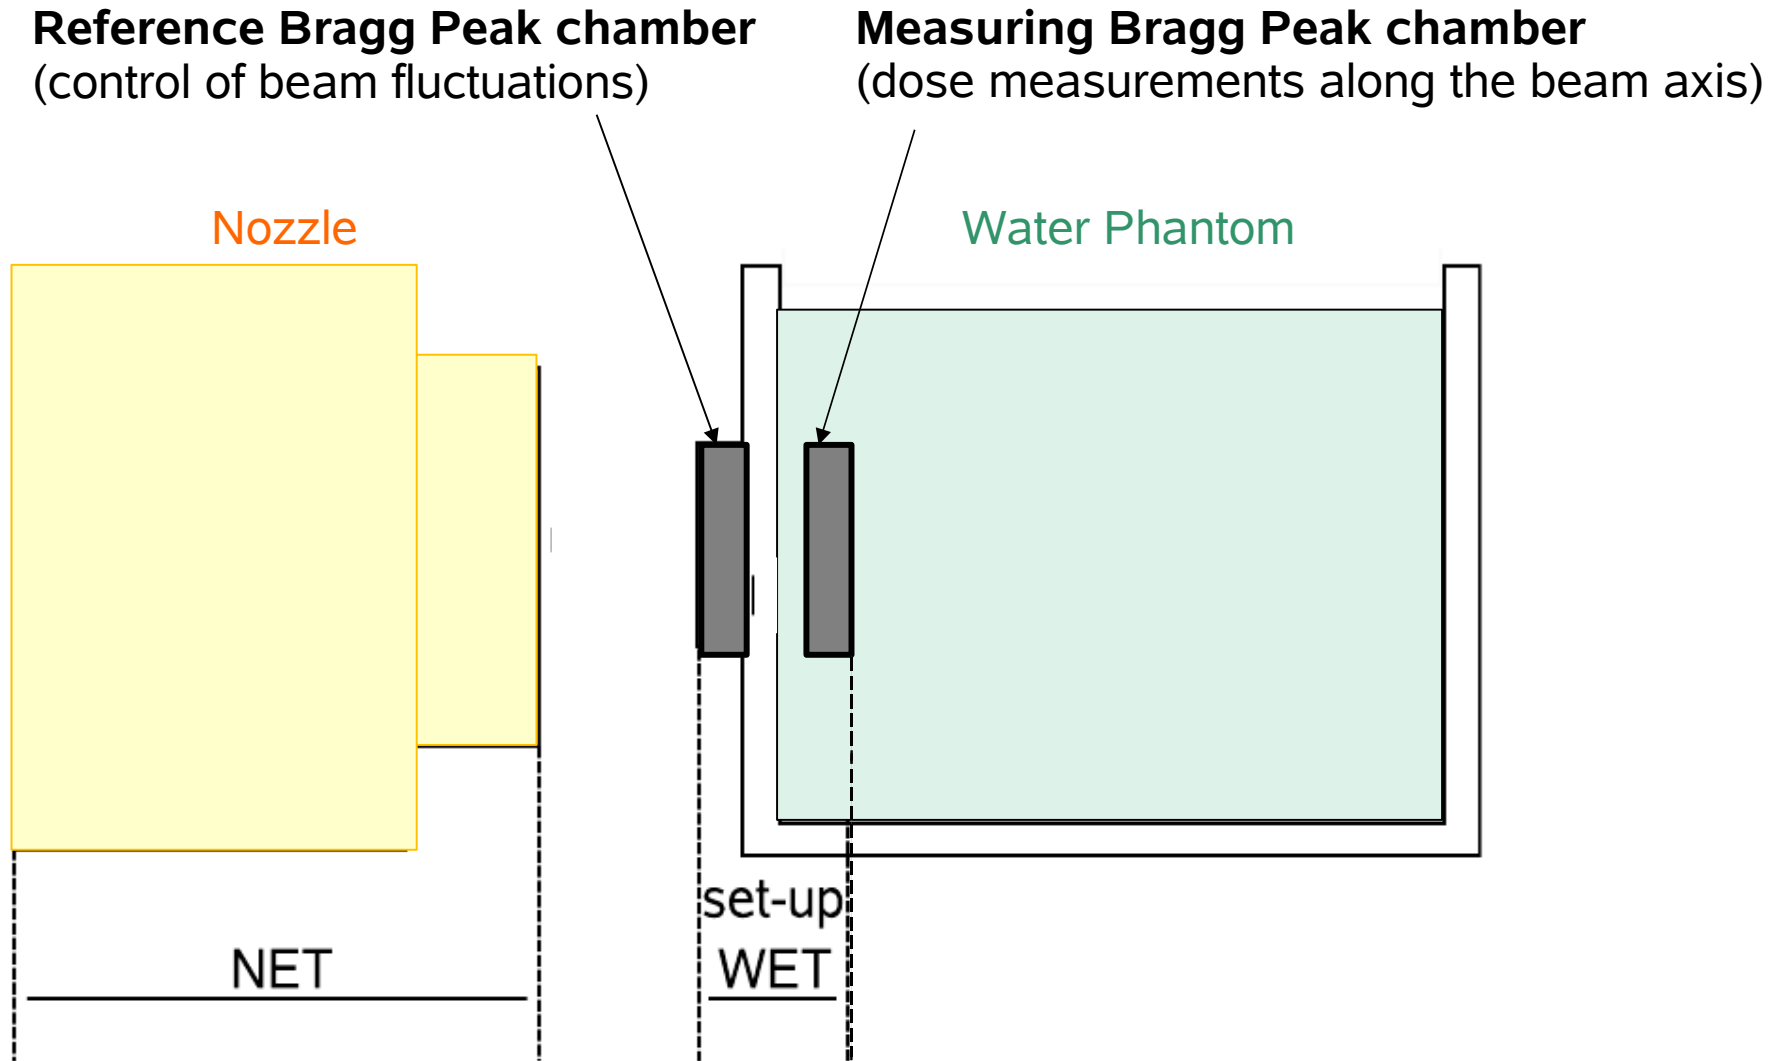 Reference Bragg Peak chamber
(control of beam fluctuations)
Measuring Bragg Peak chamber
(dose measurements along the beam axis)
Nozzle
Water Phantom
set-up
WET
NET